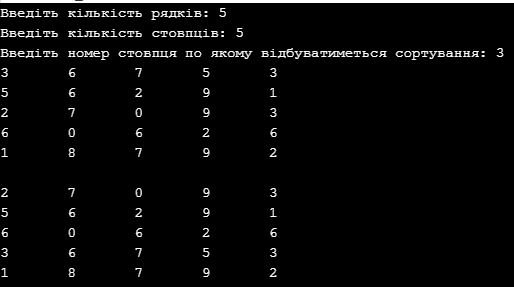 Введіть кількість рядків: 5
Введіть кількість стовпців: 5
Введіть номер стовпця по якому відбуватиметься сортування: 3
3 6 7 5 3
5 6 2 9 1
2 7 0 9 3
6 0 6 2 6
1 8 7 9 2
2 7 0 9 3
5 6 2 9 1
6 0 6 2 6
3 6 7 5 3
1 8 7 9 2